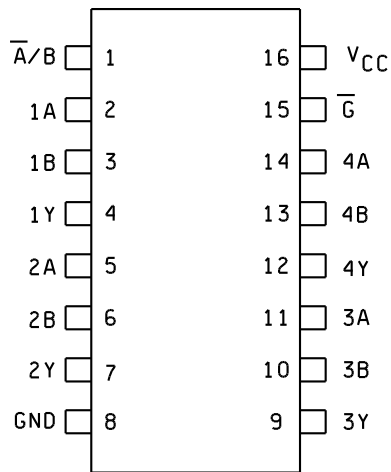 A̅/B 1 16 VCC
1A 2 15 G̅
1B 3 14 4A
1Y 4 13 4B
2A 5 12 4Y
2B 6 11 3A
2Y 7 10 3B
GND 8 9 3Y